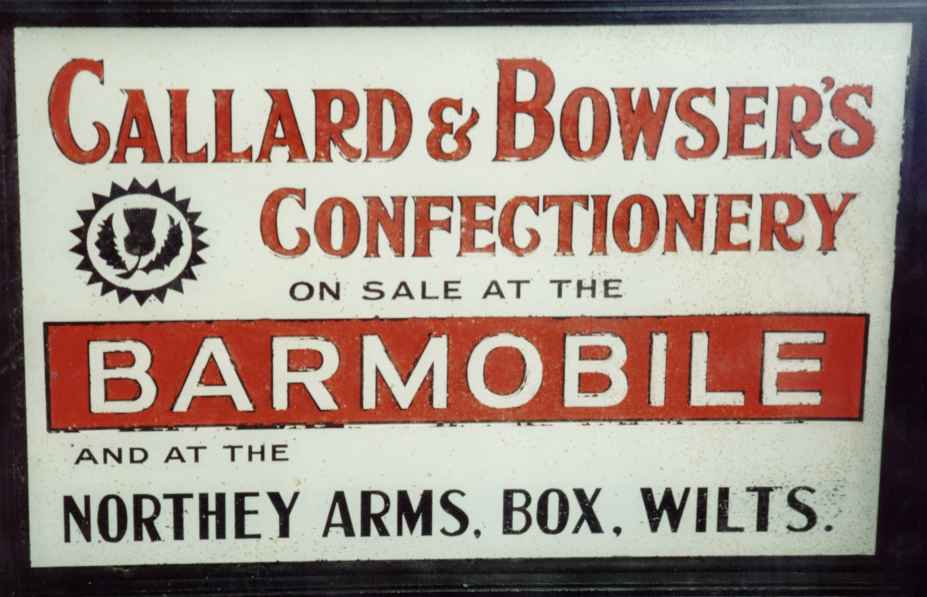 CALLARD & BOWSER'S
CONFECTIONERY
ON SALE AT THE
BARMOBILE
AND AT THE
NORTHEY ARMS, BOX, WILTS.